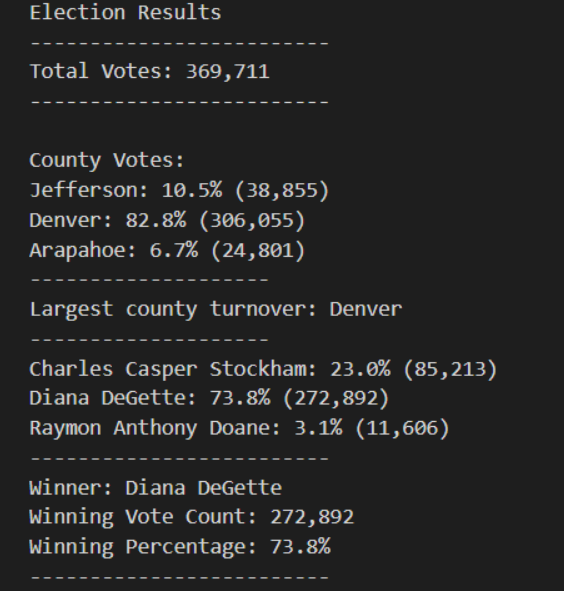 Election Results
-------------------------
Total Votes: 369,711
-------------------------
County Votes:
Jefferson: 10.5% (38,855)
Denver: 82.8% (306,055)
Arapahoe: 6.7% (24,801)
--------------------
Largest county turnover: Denver
--------------------
Charles Casper Stockham: 23.0% (85,213)
Diana DeGette: 73.8% (272,892)
Raymon Anthony Doane: 3.1% (11,606)
-------------------------
Winner: Diana DeGette
Winning Vote Count: 272,892
Winning Percentage: 73.8%
-------------------------